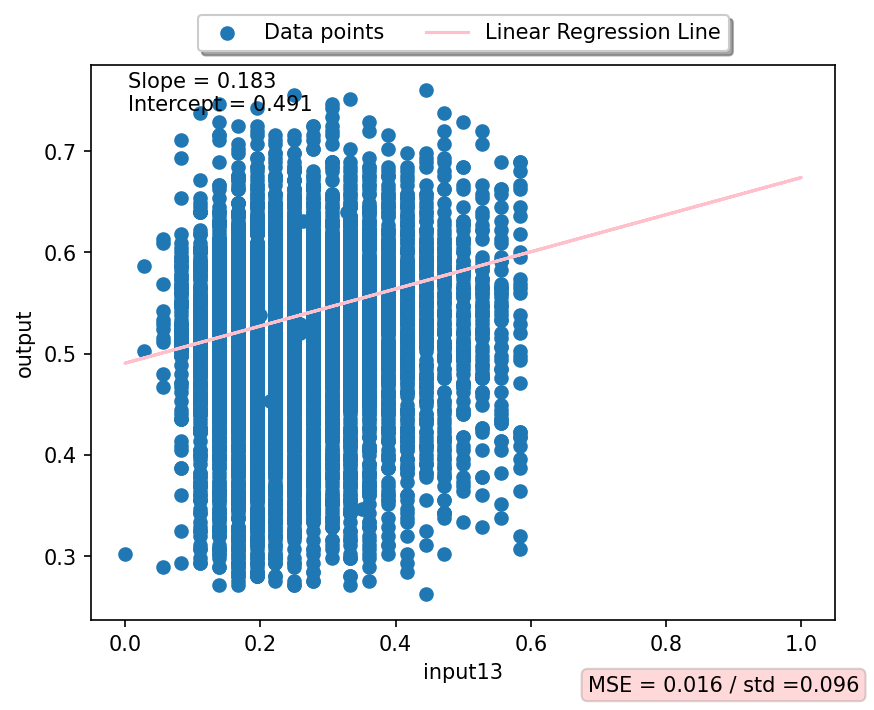 Data points
Linear Regression Line
Slope = 0.183
Intercept = 0.491
0.7
0.6
0.5
0.4
0.3
output
0.0 0.2 0.4 0.6 0.8 1.0
input13
MSE = 0.016 / std =0.096